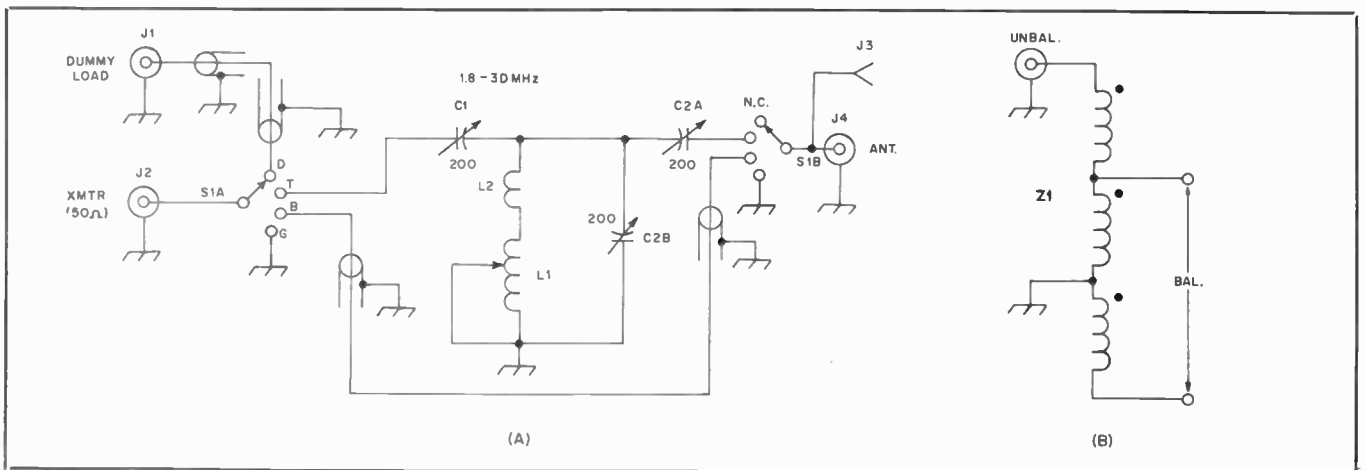 J1
DUMMY
LOAD
J2
XMTR
(50Ω)
S1A
D
T
B
G
1.8 – 30 MHz
C1
200
L2
L1
200
C2B
C2A
200
N.C.
S1B
J3
J4
ANT.
(A)
UNBAL.
Z1
BAL.
(B)